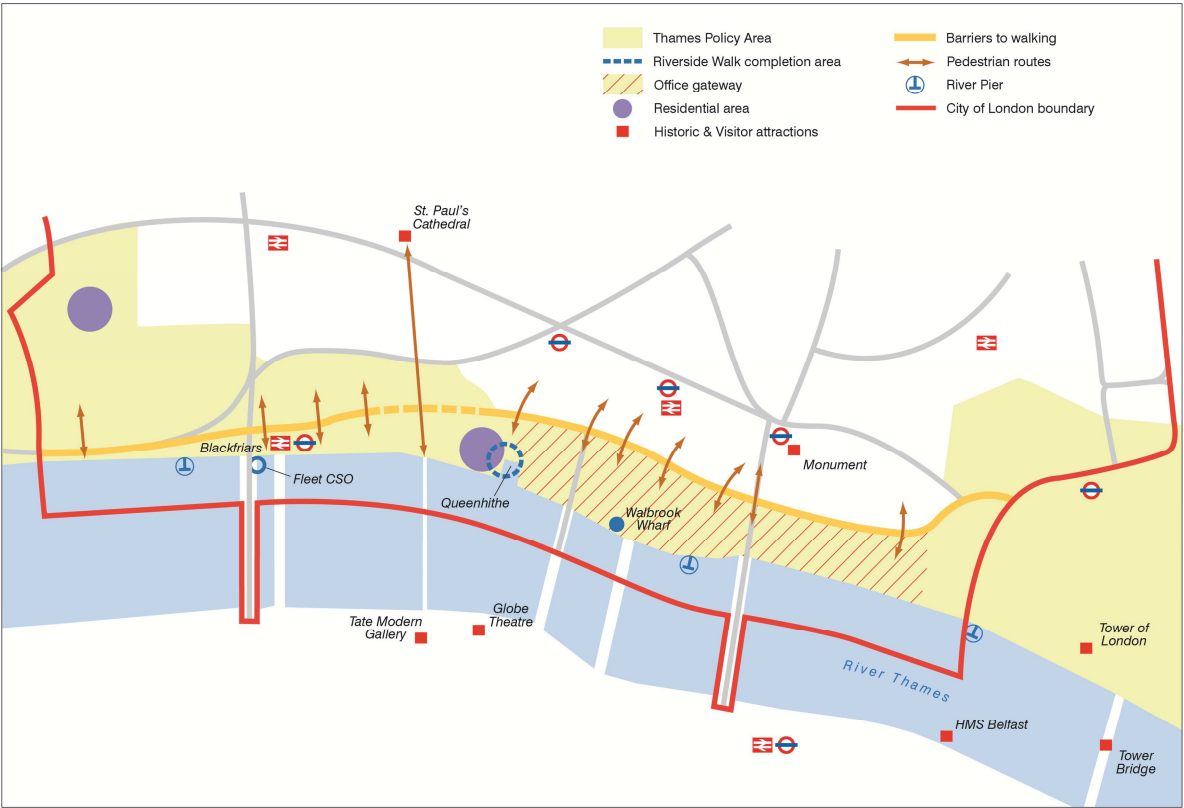 Thames Policy Area
Riverside Walk completion area
Office gateway
Residential area
Historic & Visitor attractions
Barriers to walking
Pedestrian routes
River Pier
City of London boundary
St. Paul's
Cathedral
Blackfriars
Fleet CSO
Queenhithe
Walbrook
Wharf
Monument
Tate Modern
Gallery
Globe
Theatre
River Thames
Tower of
London
HMS Belfast
Tower
Bridge